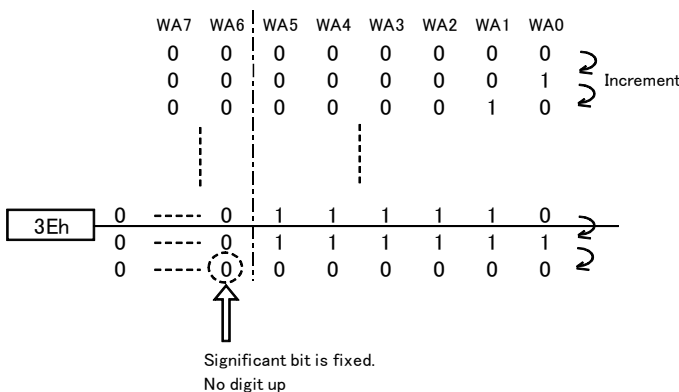 WA7 WA6 WA5 WA4 WA3 WA2 WA1 WA0
0 0 0 0 0 0 0 0
0 0 0 0 0 0 0 1 Increment
0 0 0 0 0 0 1 0
0 ----- 0 1 1 1 1 1 0
3Eh
0 ----- 0 1 1 1 1 1 1
0 ----- 0 0 0 0 0 0 0
Significant bit is fixed.
No digit up